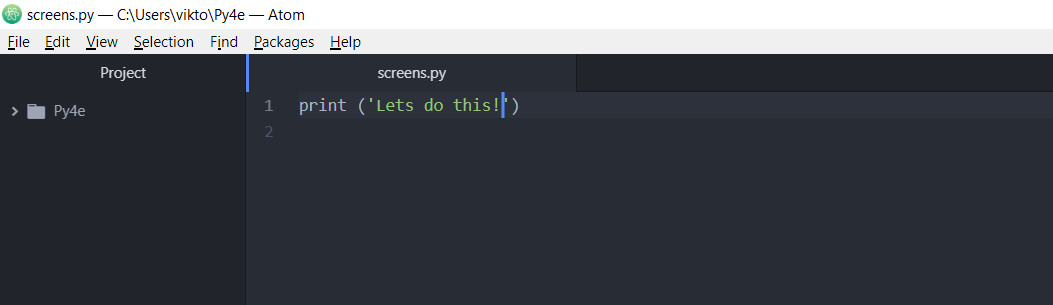 screens.py — C:\Users\vikto\Py4e — Atom
File Edit View Selection Find Packages Help
Project screens.py
Py4e
1 print ('Lets do this!')
2